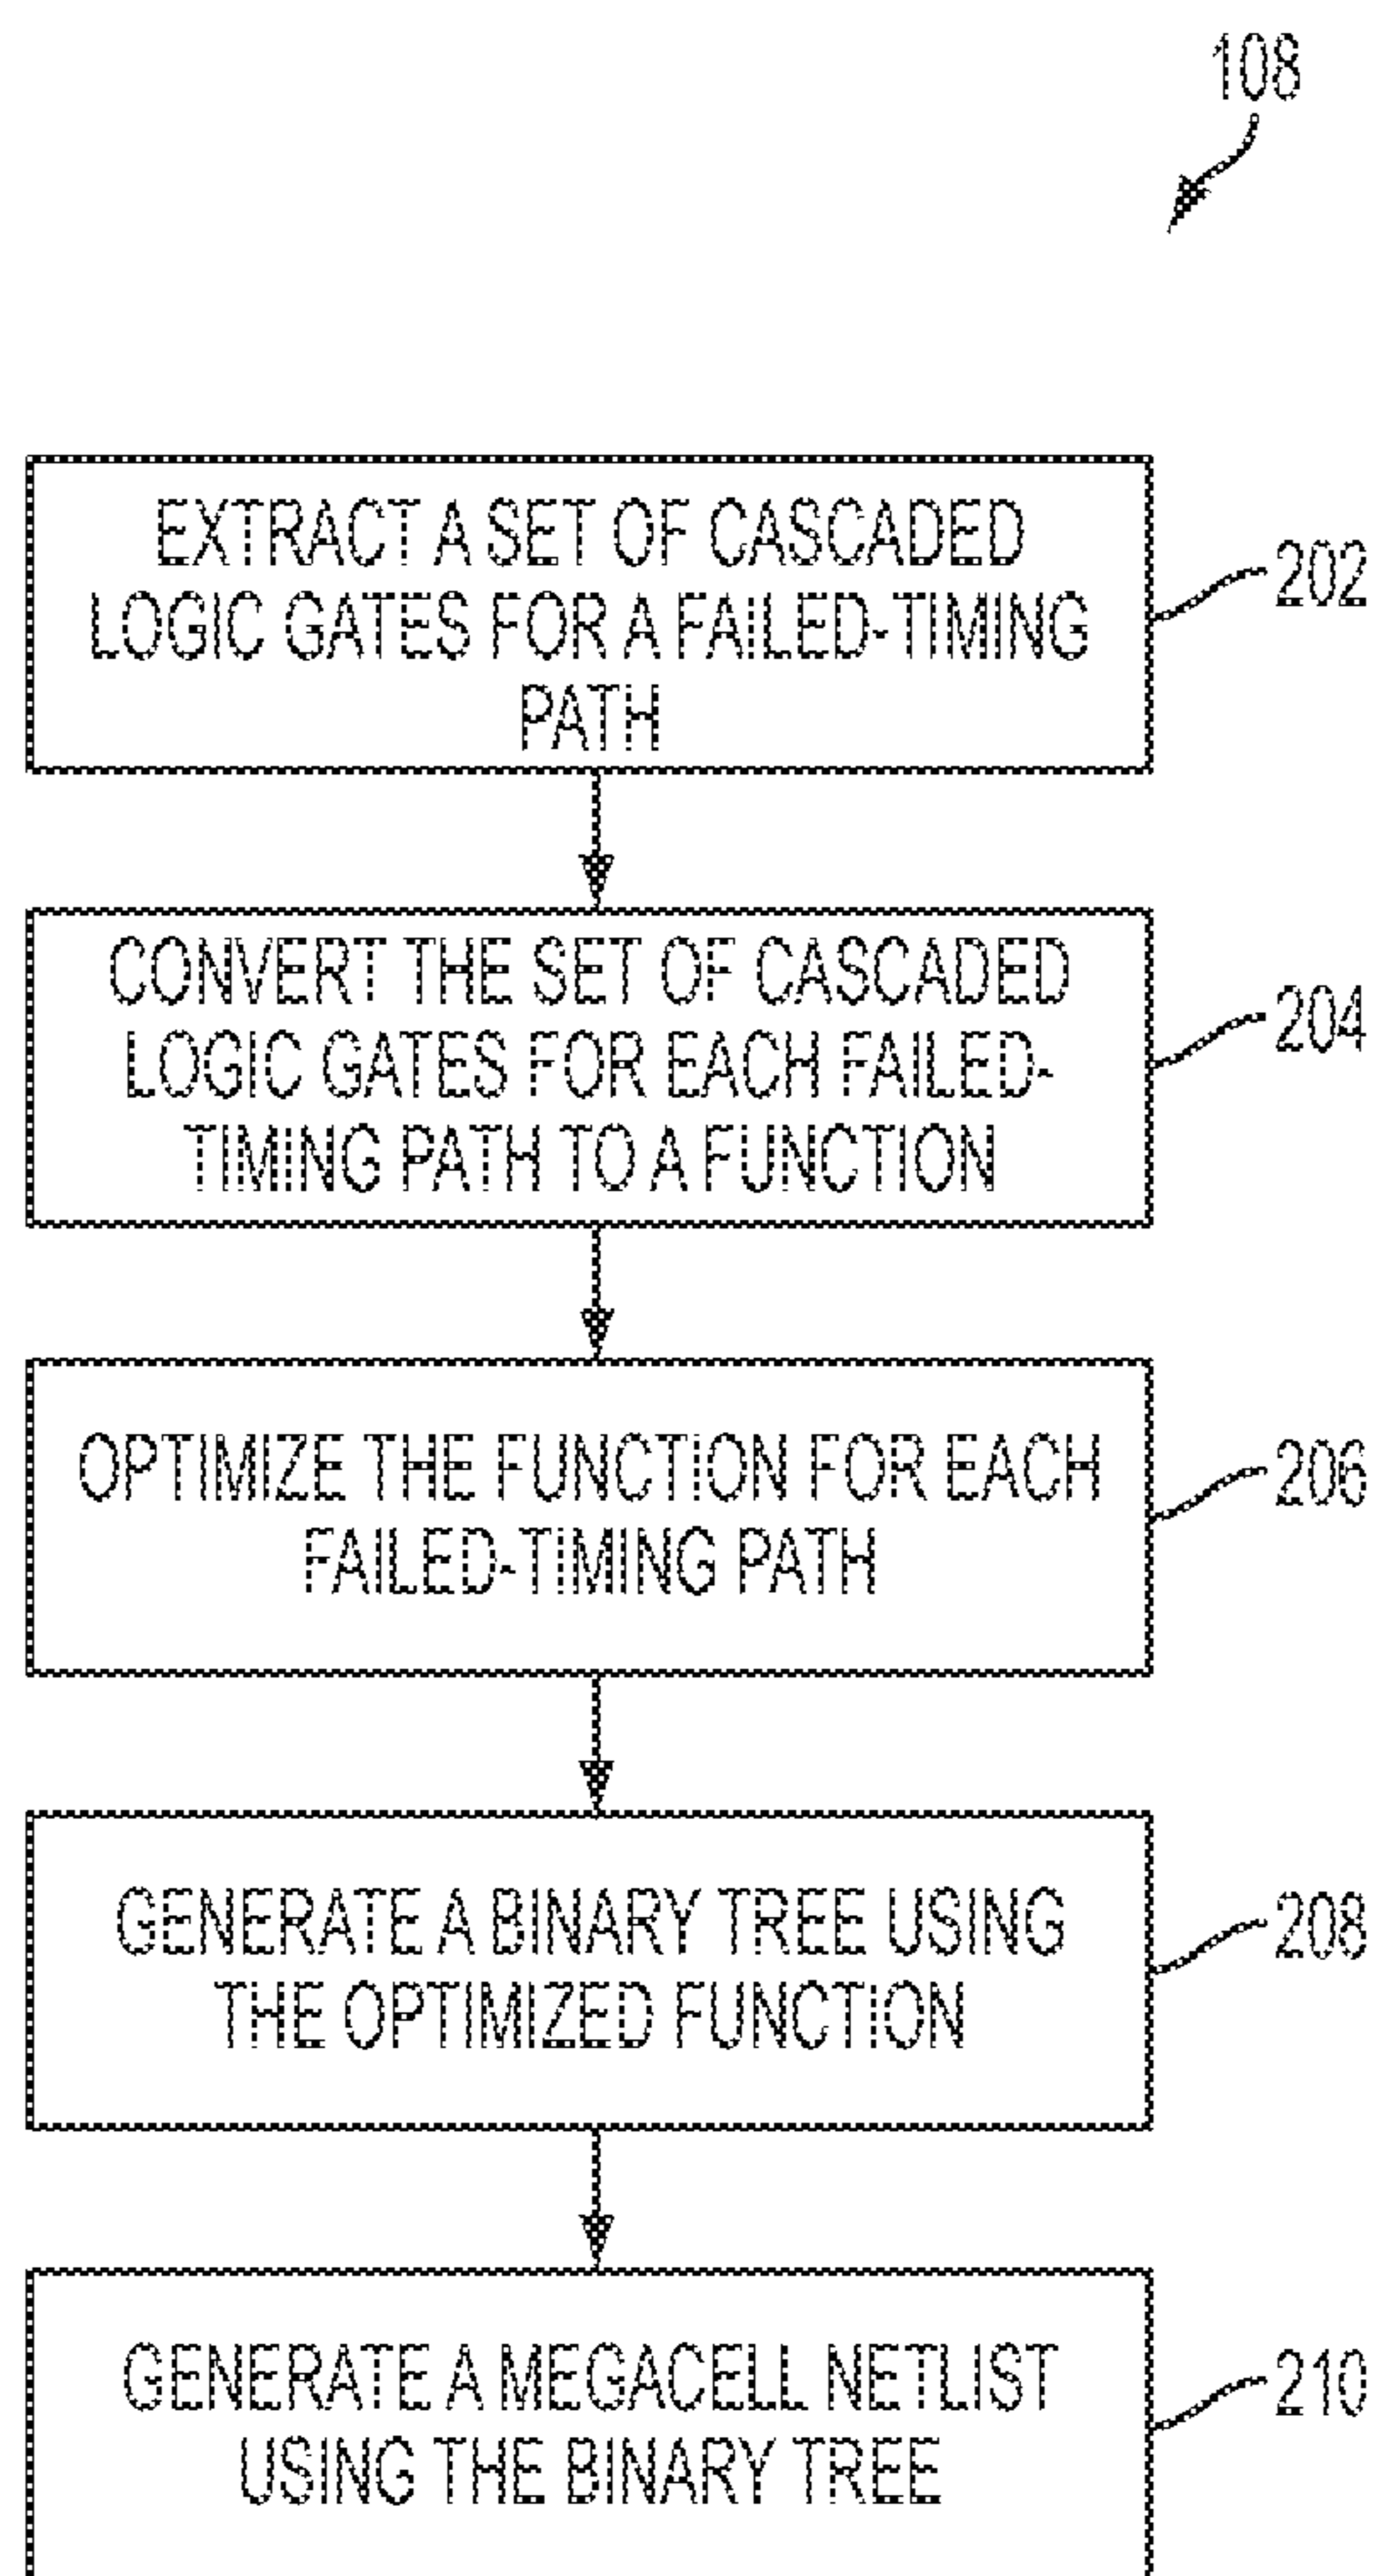 108
EXTRACT A SET OF CASCADED
LOGIC GATES FOR A FAILED-TIMING
PATH
202
CONVERT THE SET OF CASCADED
LOGIC GATES FOR EACH FAILED-
TIMING PATH TO A FUNCTION
204
OPTIMIZE THE FUNCTION FOR EACH
FAILED-TIMING PATH
206
GENERATE A BINARY TREE USING
THE OPTIMIZED FUNCTION
208
GENERATE A MEGACELL NETLIST
USING THE BINARY TREE
210